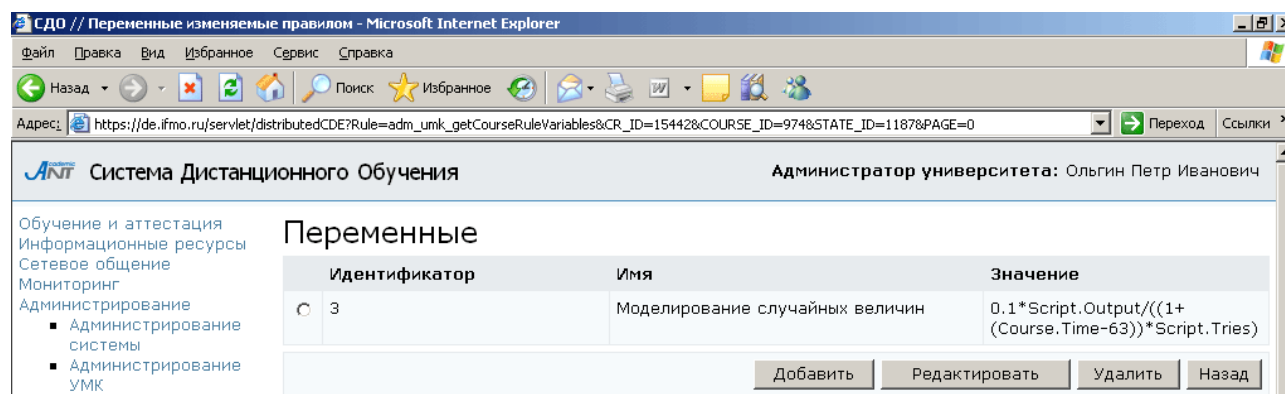 СДО // Переменные изменяемые правилом - Microsoft Internet Explorer
Файл Правка Вид Избранное Сервис Справка
Назад Поиск Избранное
Адрес: https://de.ifmo.ru/servlet/distributedCDE?Rule=adm_umk_getCourseRuleVariables&CR_ID=15442&COURSE_ID=974&STATE_ID=1187&PAGE=0 Переход Ссылки
Academic ANT Система Дистанционного Обучения Администратор университета: Ольгин Петр Иванович
Обучение и аттестация
Информационные ресурсы
Сетевое общение
Мониторинг
Администрирование
Администрирование
системы
Администрирование
УМК
Переменные
Идентификатор Имя Значение
3 Моделирование случайных величин 0.1*Script.Output/((1+
(Course.Time-63))*Script.Tries)
Добавить Редактировать Удалить Назад